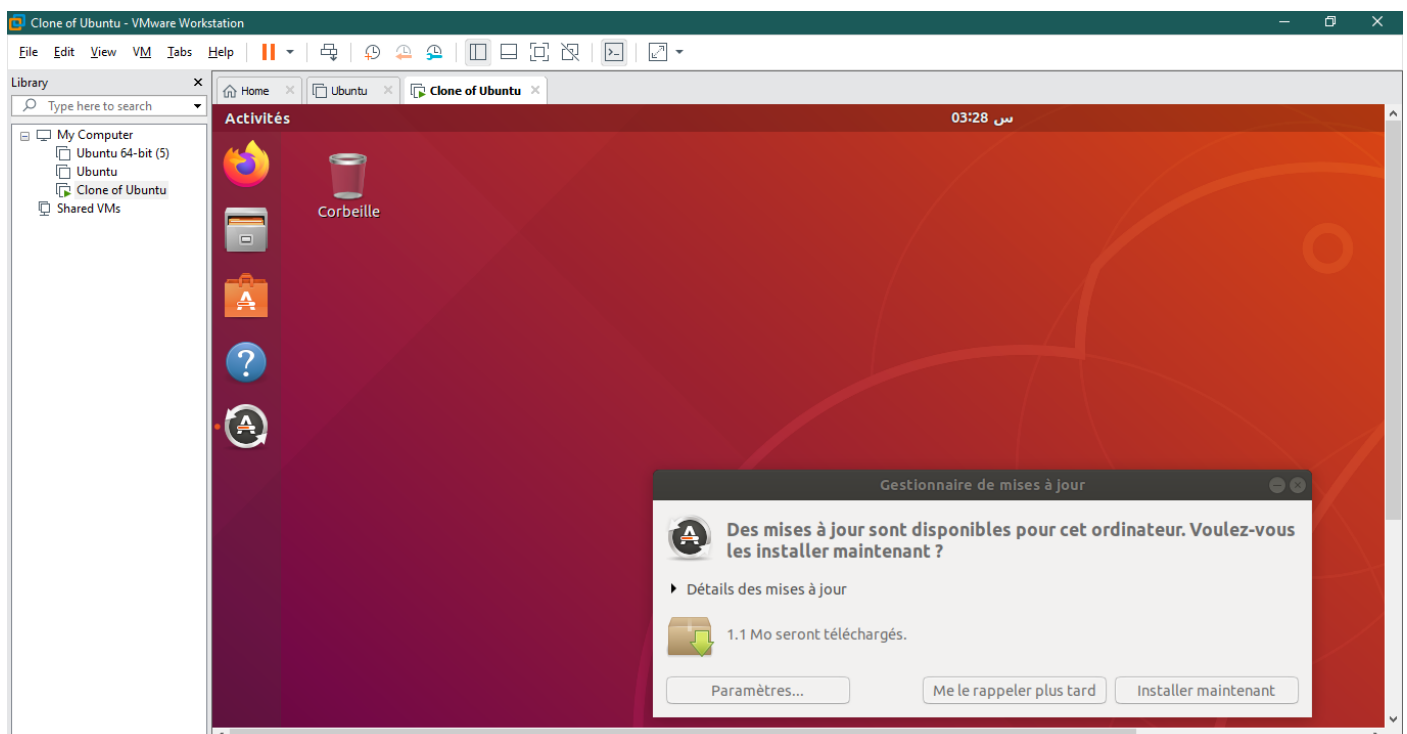 Clone of Ubuntu - VMware Workstation
File Edit View VM Tabs Help
Library
Type here to search
My Computer
Ubuntu 64-bit (5)
Ubuntu
Clone of Ubuntu
Shared VMs
Home Ubuntu Clone of Ubuntu
Activités
س 03:28
Corbeille
Gestionnaire de mises à jour
Des mises à jour sont disponibles pour cet ordinateur. Voulez-vous
les installer maintenant ?
Détails des mises à jour
1.1 Mo seront téléchargés.
Paramètres... Me le rappeler plus tard Installer maintenant